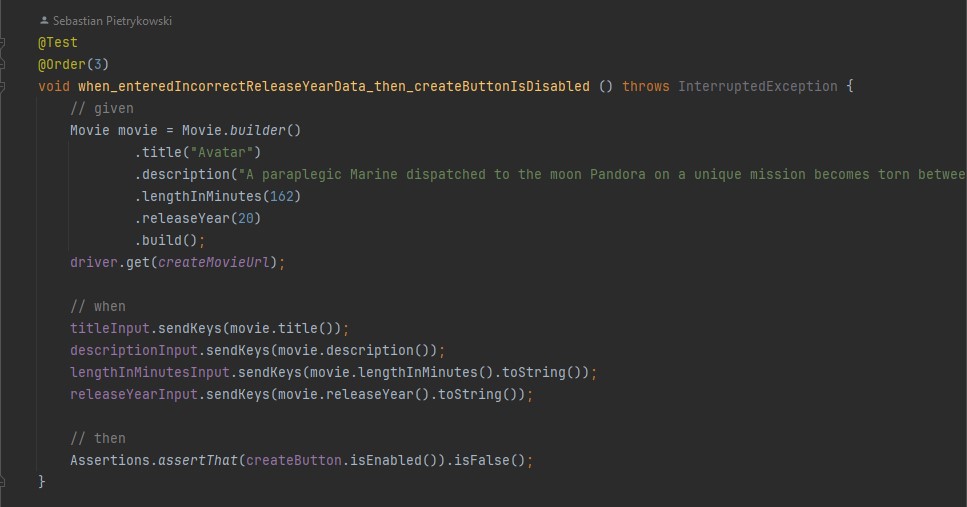 Sebastian Pietrykowski
@Test
@Order(3)
void when_enteredIncorrectReleaseYearData_then_createButtonIsDisabled () throws InterruptedException {
    // given
    Movie movie = Movie.builder()
            .title("Avatar")
            .description("A paraplegic Marine dispatched to the moon Pandora on a unique mission becomes torn betwee
            .lengthInMinutes(162)
            .releaseYear(20)
            .build();
    driver.get(createMovieUrl);
    // when
    titleInput.sendKeys(movie.title());
    descriptionInput.sendKeys(movie.description());
    lengthInMinutesInput.sendKeys(movie.lengthInMinutes().toString());
    releaseYearInput.sendKeys(movie.releaseYear().toString());
    // then
    Assertions.assertThat(createButton.isEnabled()).isFalse();
}